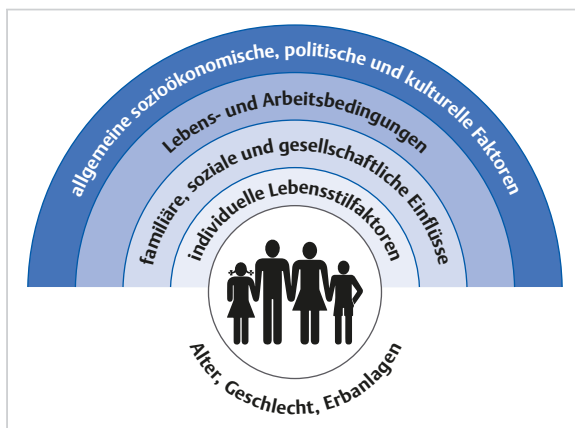 allgemeine sozioökonomische, politische und kulturelle Faktoren
Lebens- und Arbeitsbedingungen
familiäre, soziale und gesellschaftliche Einflüsse
individuelle Lebensstilfaktoren
Alter, Geschlecht, Erbanlagen